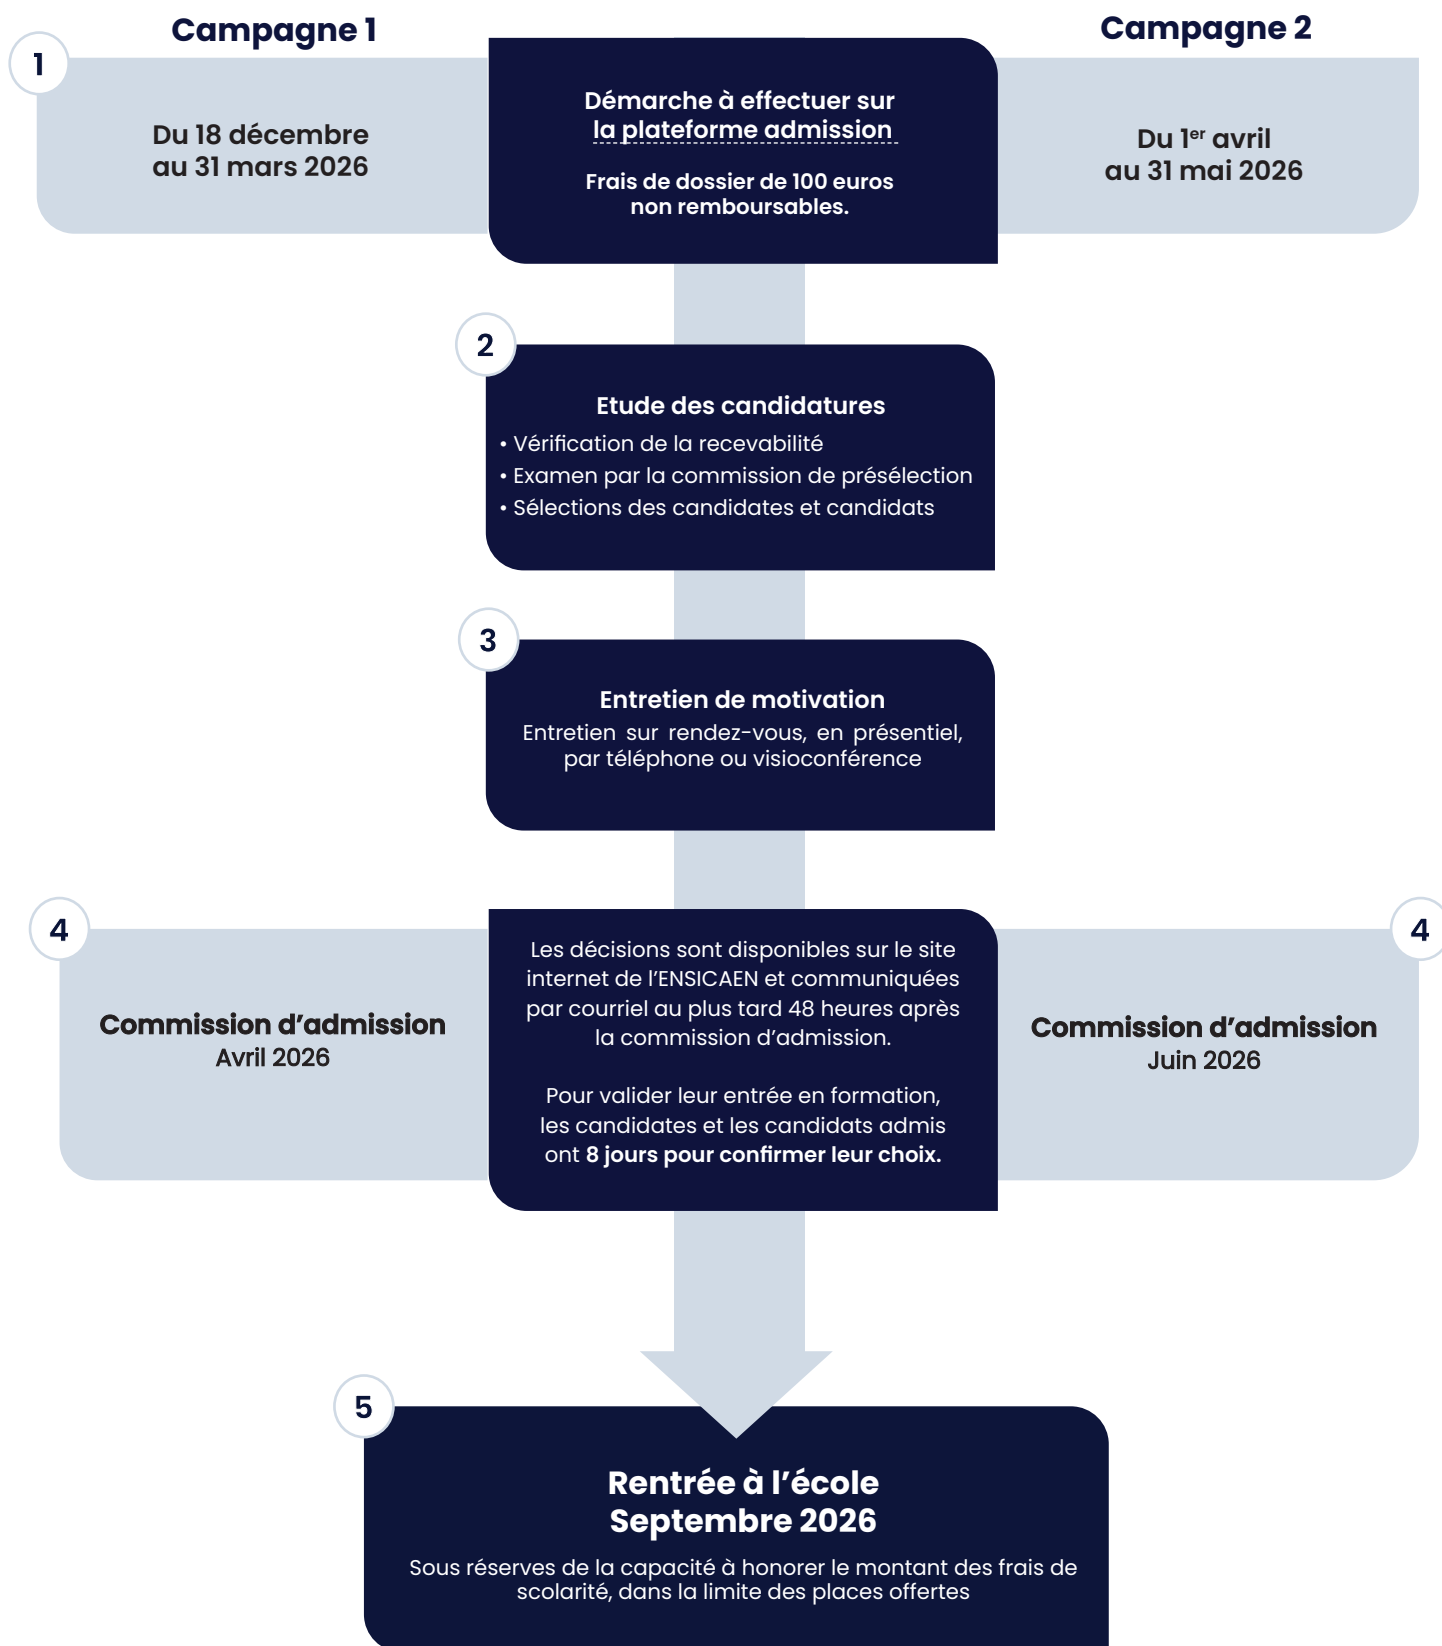 Campagne 1
Campagne 2
1
Du 18 décembre
au 31 mars 2026
Démarche à effectuer sur
la plateforme admission
Frais de dossier de 100 euros
non remboursables.
Du 1er avril
au 31 mai 2026
2
Etude des candidatures
• Vérification de la recevabilité
• Examen par la commission de présélection
• Sélections des candidates et candidats
3
Entretien de motivation
Entretien sur rendez-vous, en présentiel,
par téléphone ou visioconférence
4
Commission d’admission
Avril 2026
Les décisions sont disponibles sur le site
internet de l’ENSICAEN et communiquées
par courriel au plus tard 48 heures après
la commission d’admission.
Pour valider leur entrée en formation,
les candidates et les candidats admis
ont 8 jours pour confirmer leur choix.
4
Commission d’admission
Juin 2026
5
Rentrée à l’école
Septembre 2026
Sous réserves de la capacité à honorer le montant des frais de
scolarité, dans la limite des places offertes